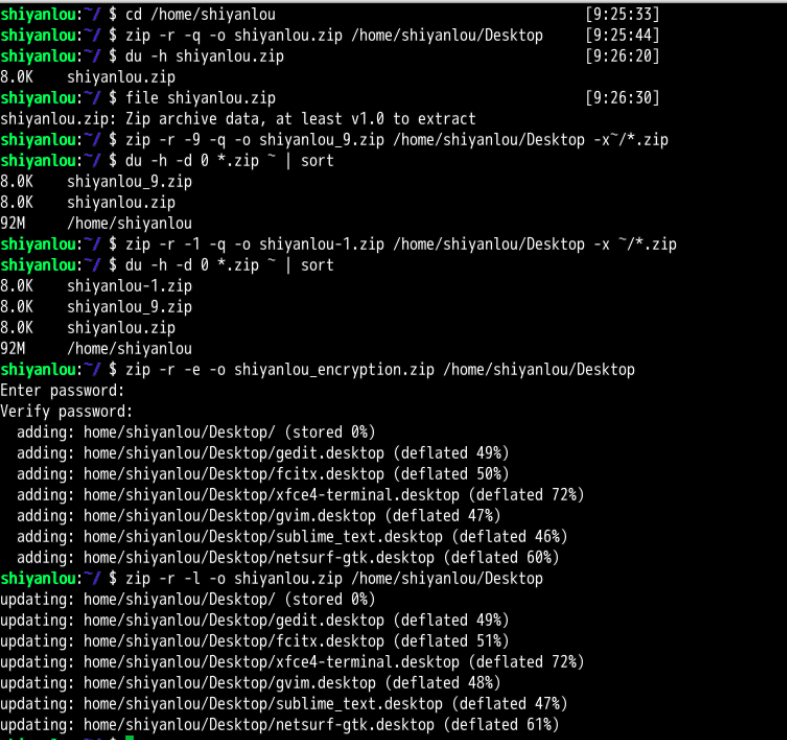 shiyanlou:~/ $ cd /home/shiyanlou [9:25:33]
shiyanlou:~/ $ zip -r -q -o shiyanlou.zip /home/shiyanlou/Desktop [9:25:44]
shiyanlou:~/ $ du -h shiyanlou.zip [9:26:20]
8.0K shiyanlou.zip
shiyanlou:~/ $ file shiyanlou.zip [9:26:30]
shiyanlou.zip: Zip archive data, at least v1.0 to extract
shiyanlou:~/ $ zip -r -9 -q -o shiyanlou_9.zip /home/shiyanlou/Desktop -x~/*.zip
shiyanlou:~/ $ du -h -d 0 *.zip ~ | sort
8.0K shiyanlou_9.zip
8.0K shiyanlou.zip
92M /home/shiyanlou
shiyanlou:~/ $ zip -r -1 -q -o shiyanlou-1.zip /home/shiyanlou/Desktop -x ~/*.zip
shiyanlou:~/ $ du -h -d 0 *.zip ~ | sort
8.0K shiyanlou-1.zip
8.0K shiyanlou_9.zip
8.0K shiyanlou.zip
92M /home/shiyanlou
shiyanlou:~/ $ zip -r -e -o shiyanlou_encryption.zip /home/shiyanlou/Desktop
Enter password:
Verify password:
adding: home/shiyanlou/Desktop/ (stored 0%)
adding: home/shiyanlou/Desktop/gedit.desktop (deflated 49%)
adding: home/shiyanlou/Desktop/fcitx.desktop (deflated 50%)
adding: home/shiyanlou/Desktop/xfce4-terminal.desktop (deflated 72%)
adding: home/shiyanlou/Desktop/gvim.desktop (deflated 47%)
adding: home/shiyanlou/Desktop/sublime_text.desktop (deflated 46%)
adding: home/shiyanlou/Desktop/netsurf-gtk.desktop (deflated 60%)
shiyanlou:~/ $ zip -r -l -o shiyanlou.zip /home/shiyanlou/Desktop
updating: home/shiyanlou/Desktop/ (stored 0%)
updating: home/shiyanlou/Desktop/gedit.desktop (deflated 49%)
updating: home/shiyanlou/Desktop/fcitx.desktop (deflated 51%)
updating: home/shiyanlou/Desktop/xfce4-terminal.desktop (deflated 72%)
updating: home/shiyanlou/Desktop/gvim.desktop (deflated 48%)
updating: home/shiyanlou/Desktop/sublime_text.desktop (deflated 47%)
updating: home/shiyanlou/Desktop/netsurf-gtk.desktop (deflated 61%)